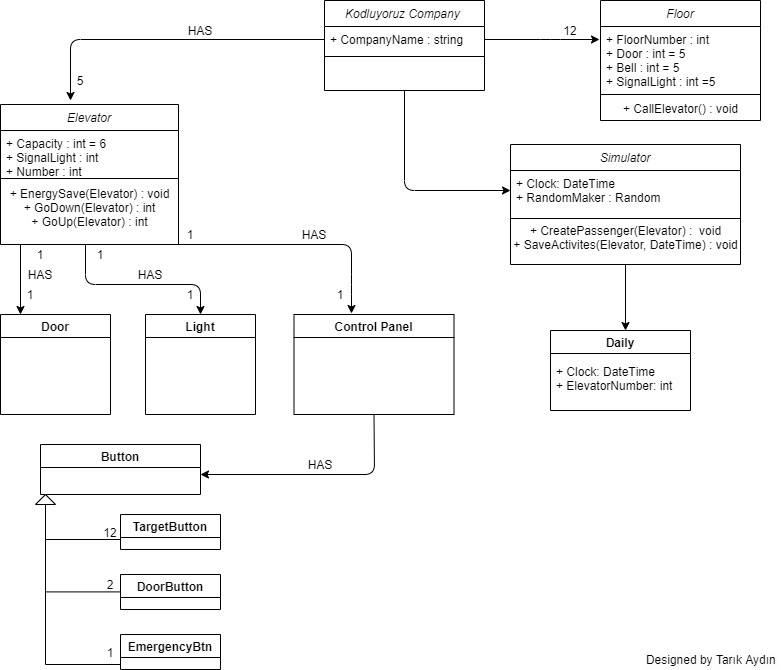 Kodluyoruz Company
+ CompanyName : string
HAS
5
12
Floor
+ FloorNumber : int
+ Door : int = 5
+ Bell : int = 5
+ SignalLight : int =5
+ CallElevator() : void
Elevator
+ Capacity : int = 6
+ SignalLight : int
+ Number : int
+ EnergySave(Elevator) : void
+ GoDown(Elevator) : int
+ GoUp(Elevator) : int
Simulator
+ Clock: DateTime
+ RandomMaker : Random
+ CreatePassenger(Elevator) : void
+ SaveActivites(Elevator, DateTime) : void
1
HAS
1
1
HAS
1
1
HAS
1
Door
Light
Control Panel
Daily
+ Clock: DateTime
+ ElevatorNumber: int
HAS
Button
12
TargetButton
2
DoorButton
1
EmergencyBtn
Designed by Tarık Aydın